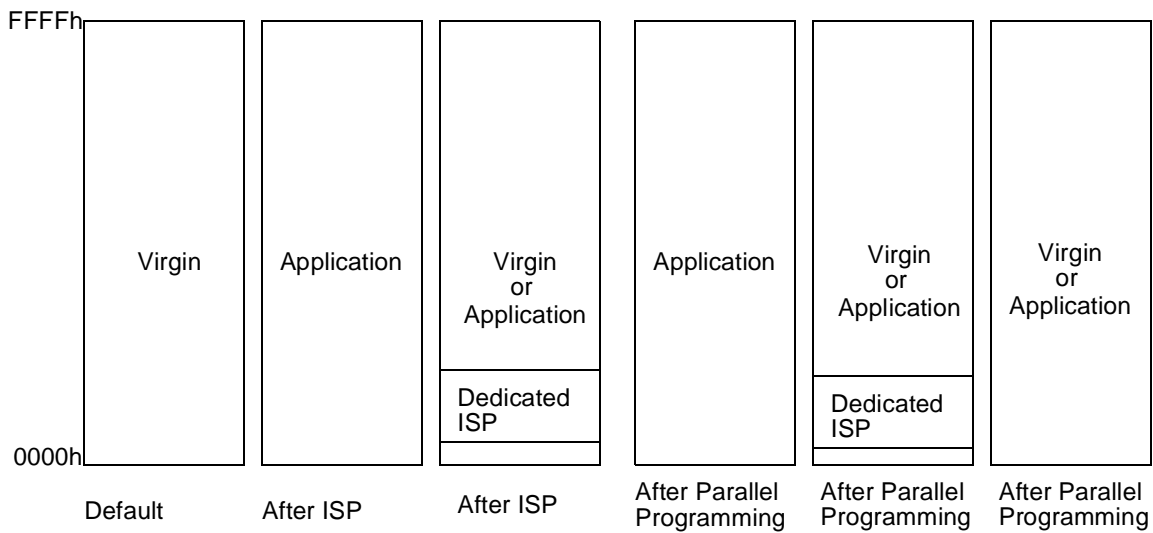 FFFFh
Virgin
Application
Virgin
or
Application
Dedicated
ISP
Application
Virgin
or
Application
Dedicated
ISP
Virgin
or
Application
0000h
Default
After ISP
After ISP
After Parallel
Programming
After Parallel
Programming
After Parallel
Programming